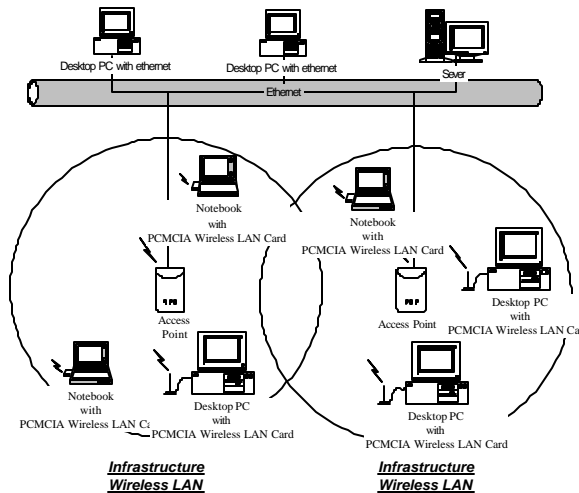 Desktop PC with ethernet
Desktop PC with ethernet
Sever
Ethernet
Notebook
with
PCMCIA Wireless LAN Card
Notebook
with
PCMCIA Wireless LAN Card
Access
Point
Access Point
Desktop PC
with
PCMCIA Wireless LAN Ca
Notebook
with
PCMCIA Wireless LAN Ca
Desktop PC
with
PCMCIA Wireless LAN Card
Desktop PC
with
PCMCIA Wireless LAN Card
Infrastructure
Wireless LAN
Infrastructure
Wireless LAN